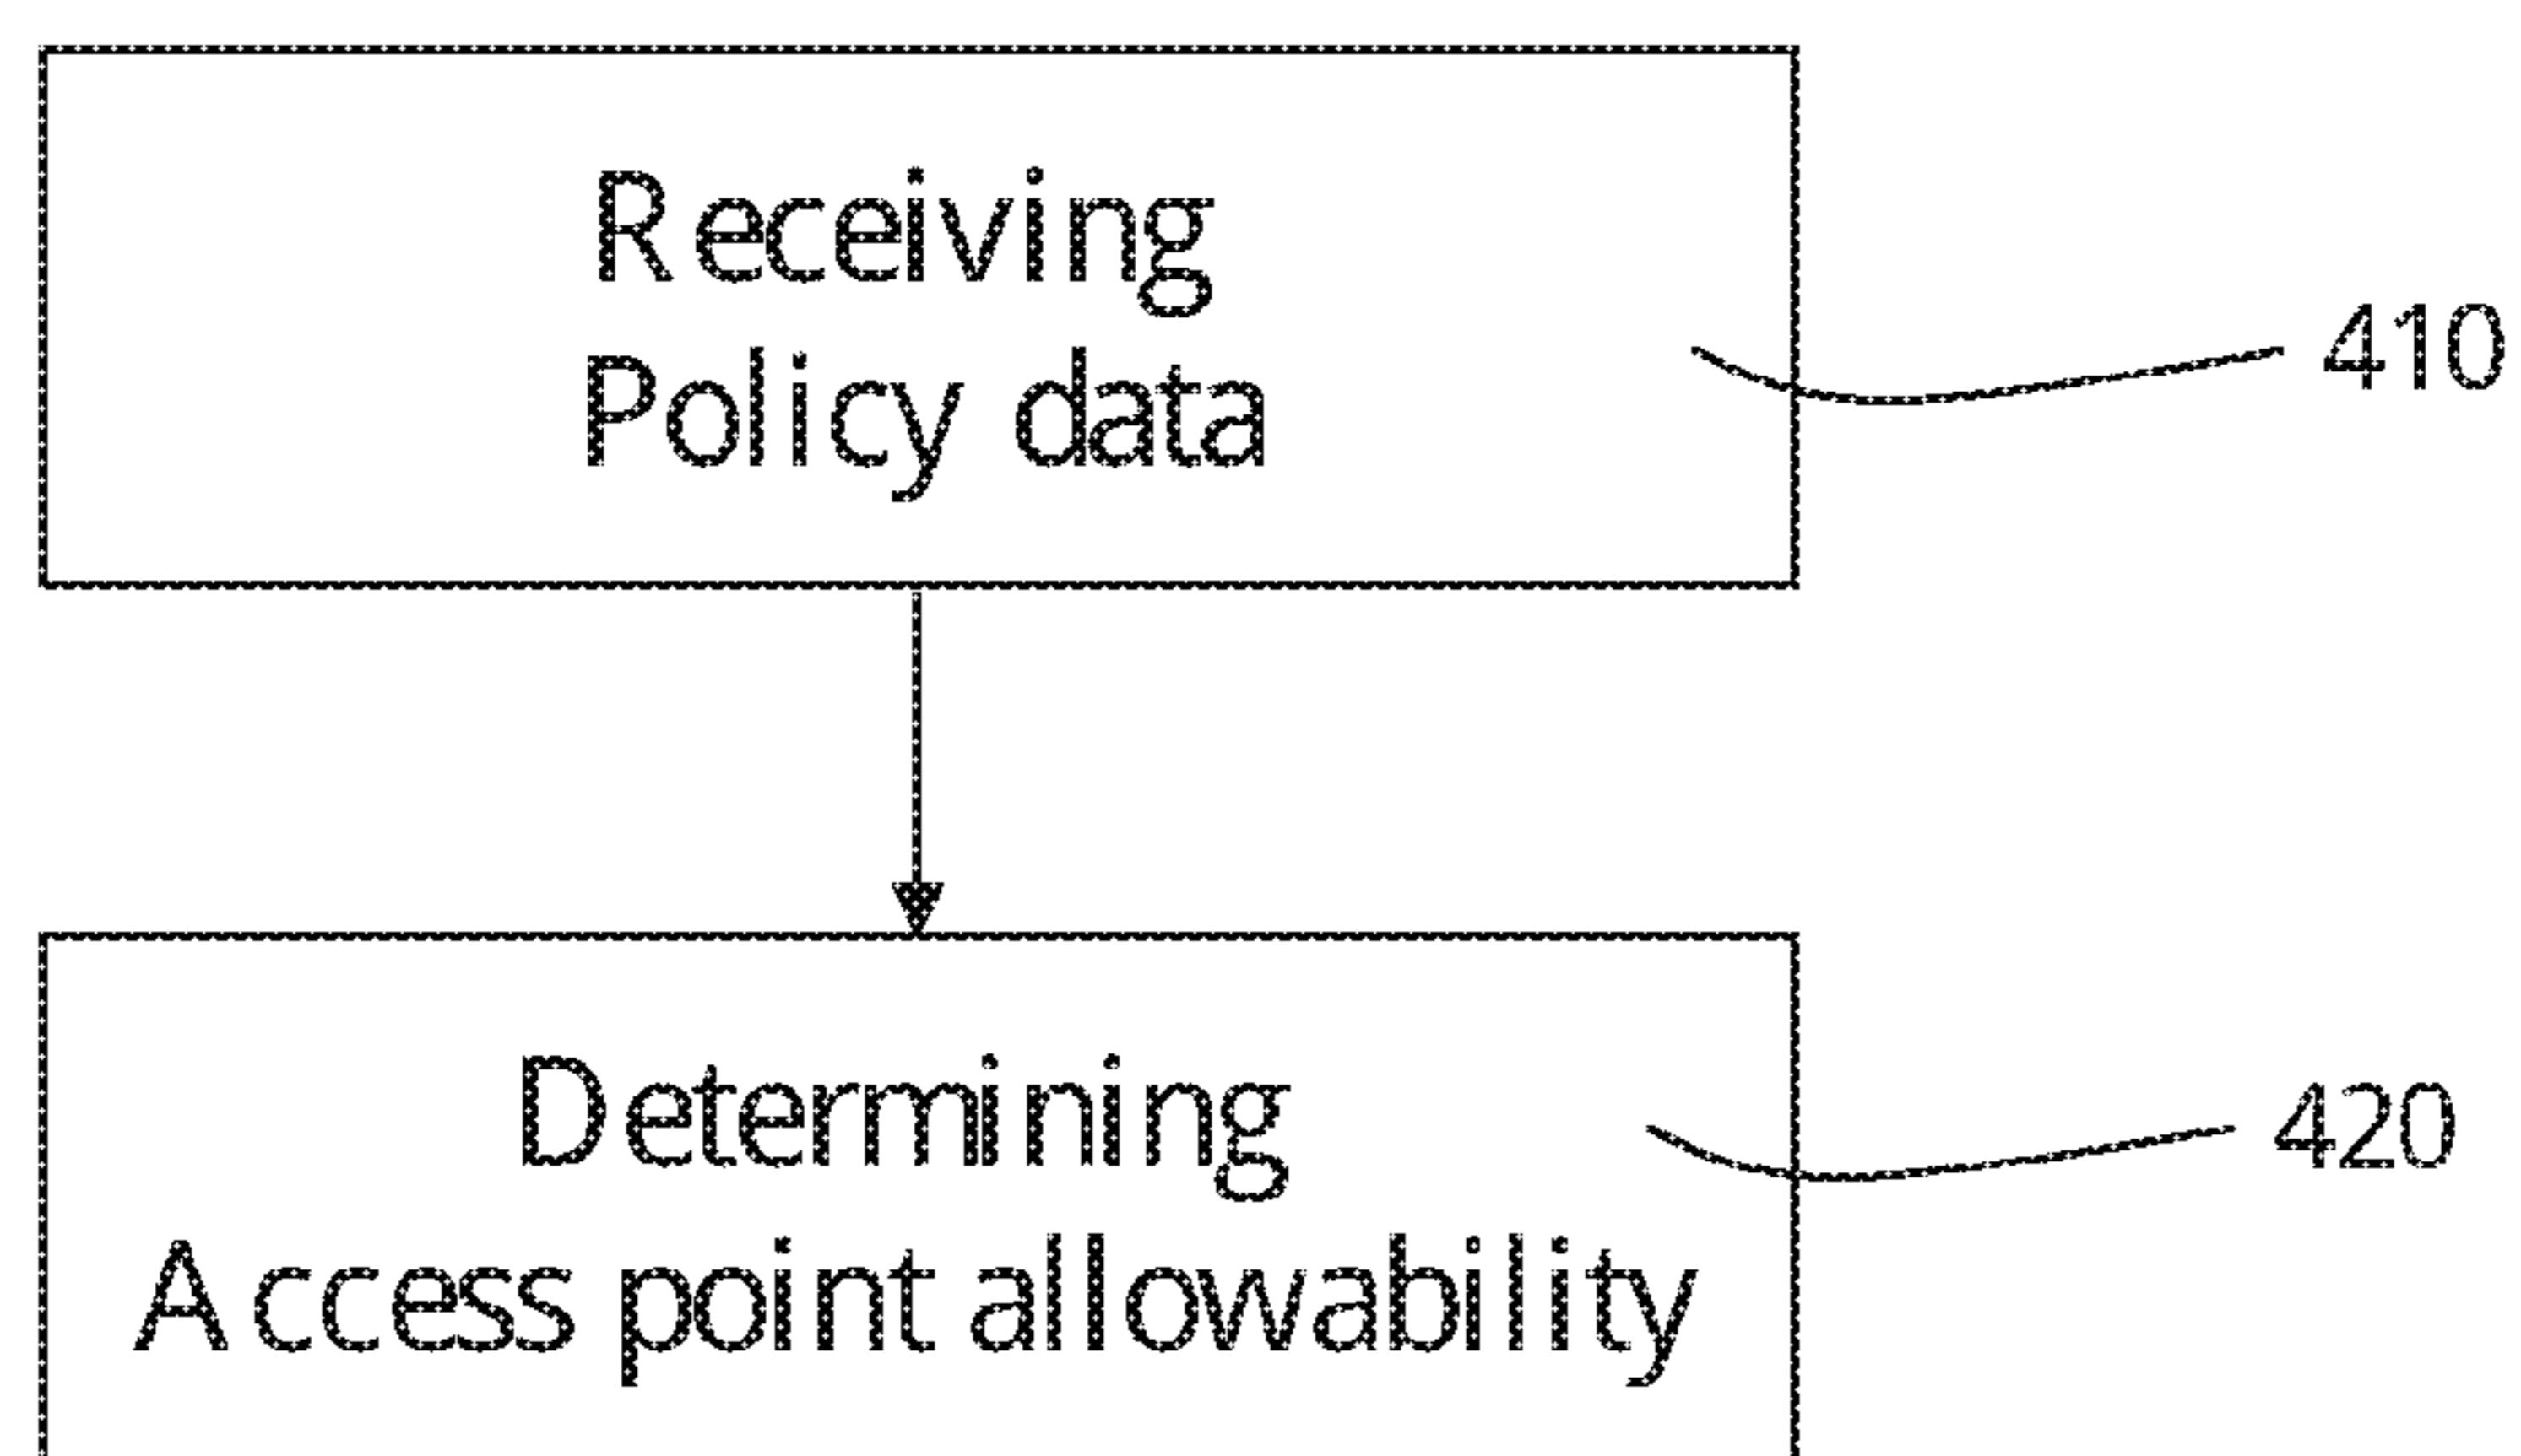 Receiving
Policy data
410
Determining
Access point allowability
420